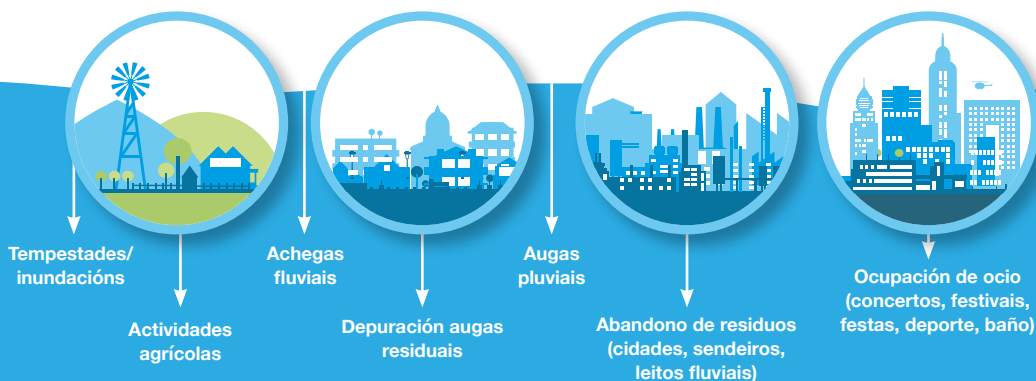 Tempestades/
inundacións
Actividades
agrícolas
Achegas
fluviais
Depuración augas
residuais
Augas
pluviais
Abandono de residuos
(cidades, sendeiros,
leitos fluviais)
Ocupación de ocio
(concertos, festivais,
festas, deporte, baño)